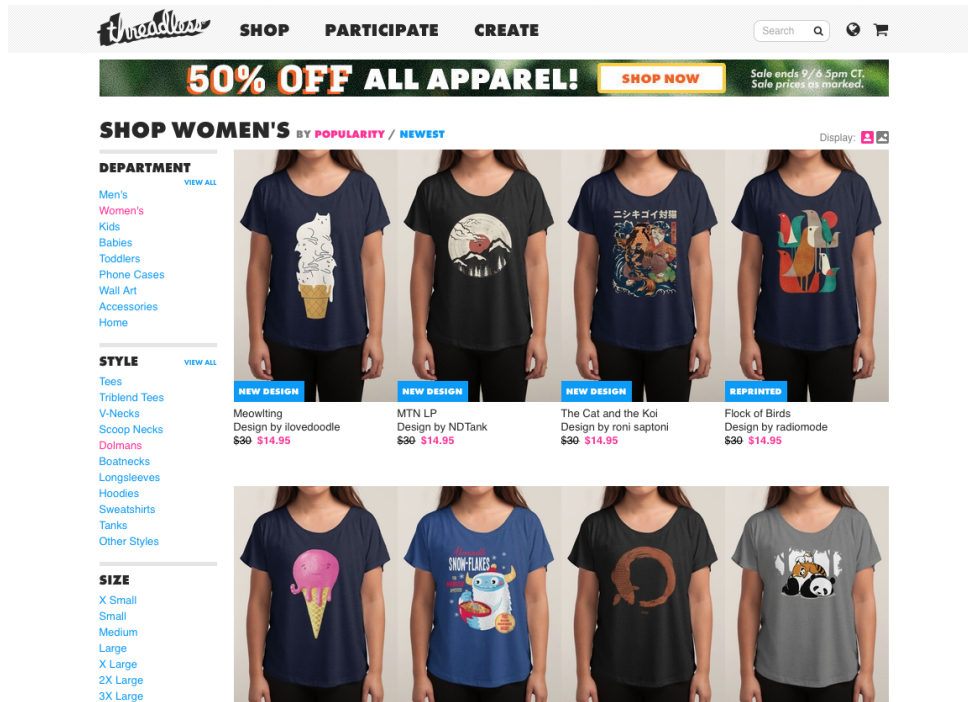 threadless
SHOP PARTICIPATE CREATE
Search
50% OFF ALL APPAREL! SHOP NOW
Sale ends 9/6 5pm CT.
Sale prices as marked.
SHOP WOMEN'S BY POPULARITY / NEWEST
Display:
DEPARTMENT
VIEW ALL
Men's
Women's
Kids
Babies
Toddlers
Phone Cases
Wall Art
Accessories
Home
STYLE VIEW ALL
Tees
Triblend Tees
V-Necks
Scoop Necks
Dolmans
Boatnecks
Longsleeves
Hoodies
Sweatshirts
Tanks
Other Styles
SIZE
X Small
Small
Medium
Large
X Large
2X Large
3X Large
NEW DESIGN
Meowlting
Design by ilovedoodle
$30 $14.95
NEW DESIGN
MTN LP
Design by NDTank
$30 $14.95
ニシキゴイ対猫
NEW DESIGN
The Cat and the Koi
Design by roni saptoni
$30 $14.95
REPRINTED
Flock of Birds
Design by radiomode
$30 $14.95
SNOW-FLAKES